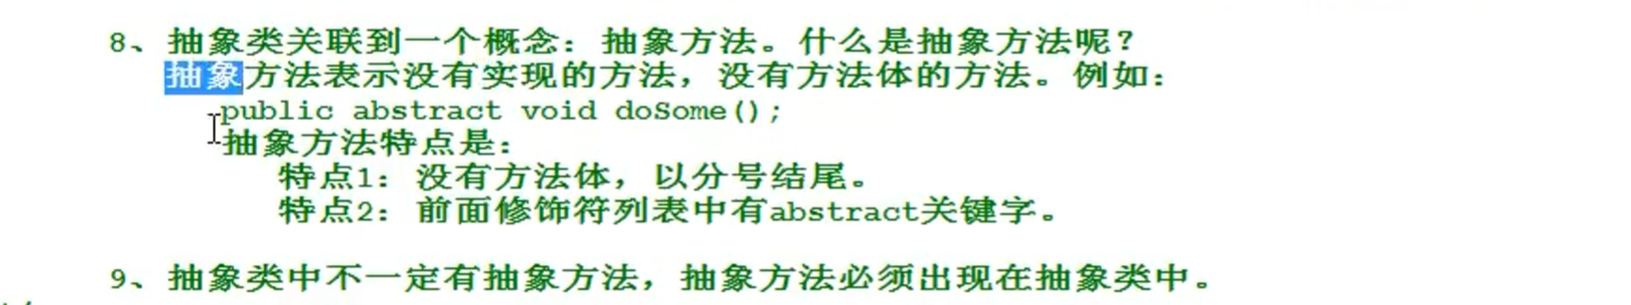 8、抽象类关联到一个概念：抽象方法。什么是抽象方法呢？
抽象方法表示没有实现的方法，没有方法体的方法。例如：
public abstract void doSome();
抽象方法特点是：
特点1：没有方法体，以分号结尾。
特点2：前面修饰符列表中有abstract关键字。
9、抽象类中不一定有抽象方法，抽象方法必须出现在抽象类中。